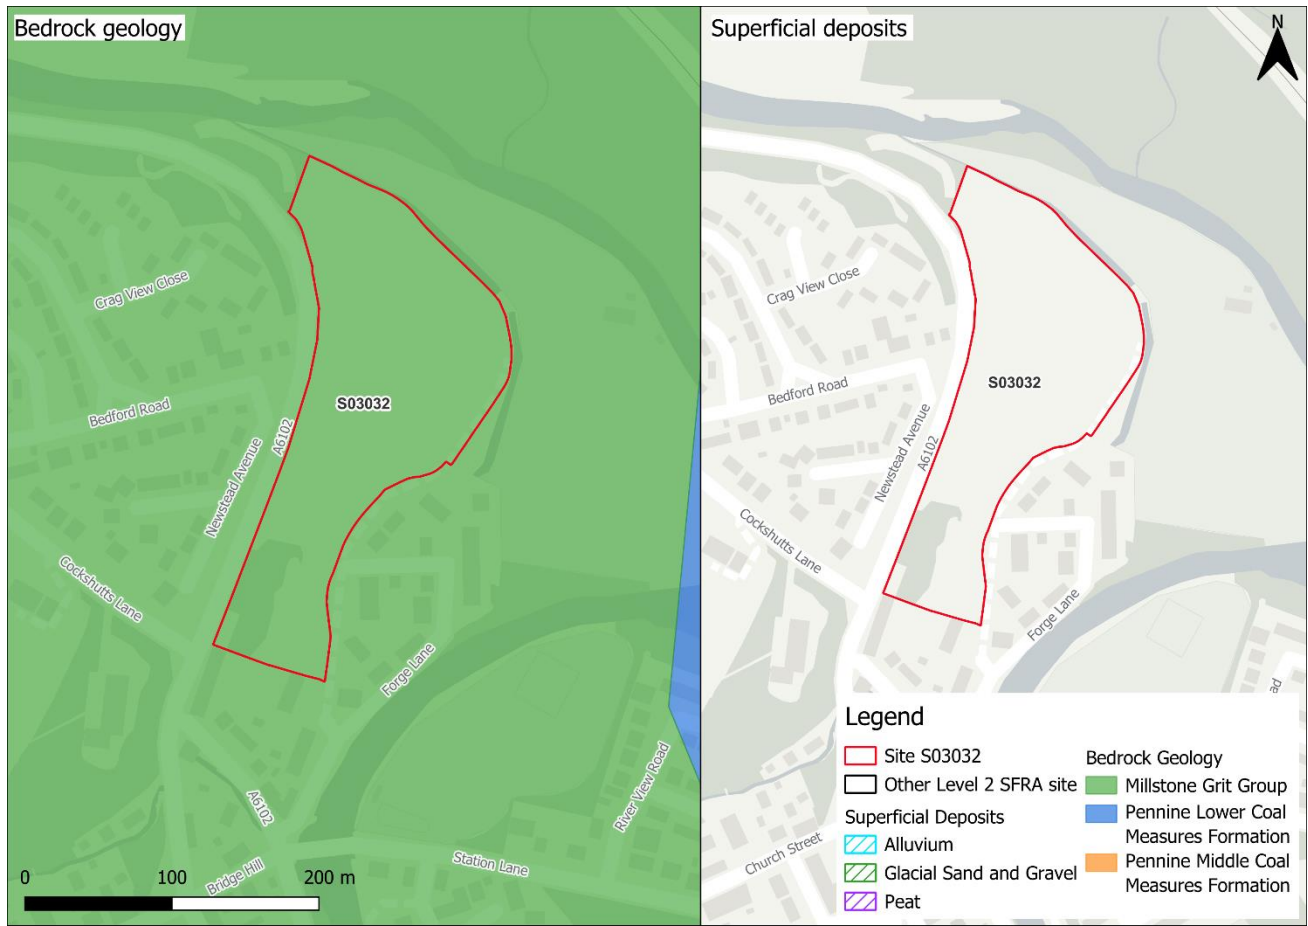 Bedrock geology
Crag View Close
Bedford Road
A6102
Newstead Avenue
S03032
Cockshutts Lane
Forge Lane
River View Road
A6102
Bridge Hill
Station Lane
0 100 200 m
Superficial deposits
N
Crag View Close
Bedford Road
S03032
Newstead Avenue
A6102
Cockshutts Lane
Forge Lane
ad
Church Street
Legend
Site S03032
Other Level 2 SFRA site
Superficial Deposits
Alluvium
Glacial Sand and Gravel
Peat
Bedrock Geology
Millstone Grit Group
Pennine Lower Coal
Measures Formation
Pennine Middle Coal
Measures Formation